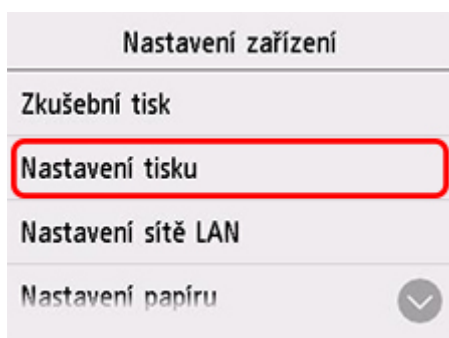 Nastavení zařízení
Zkušební tisk
Nastavení tisku
Nastavení sítě LAN
Nastavení papíru